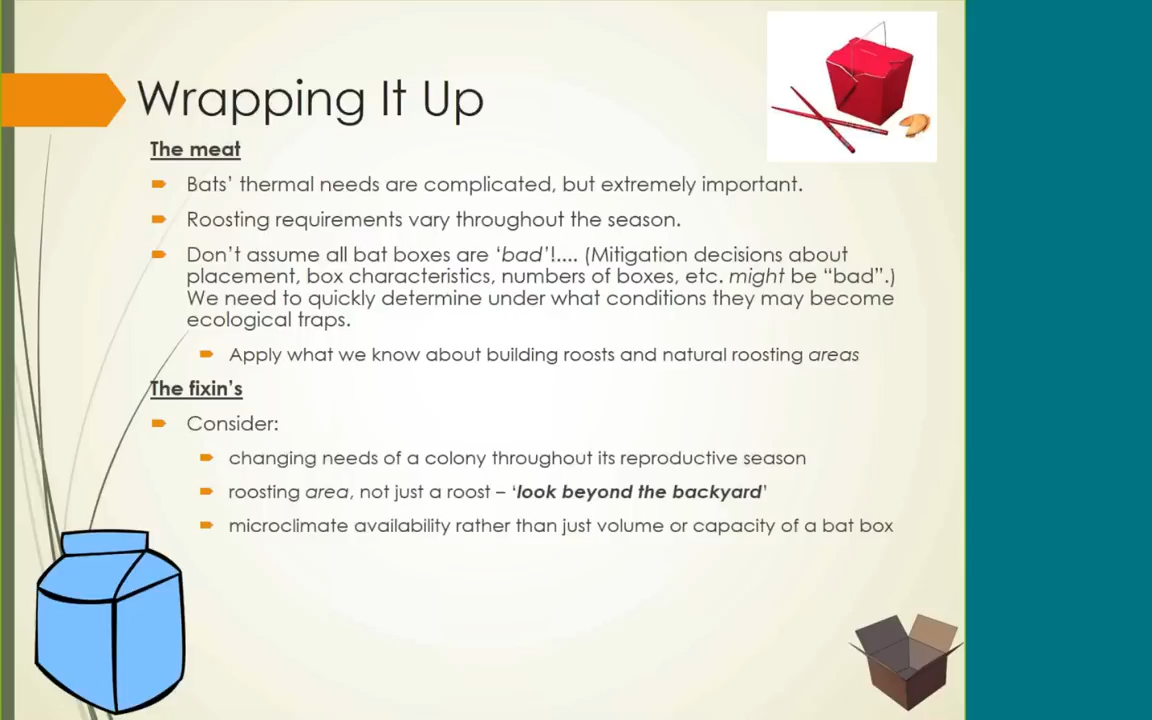 Wrapping It Up
The meat
Bats' thermal needs are complicated, but extremely important.
Roosting requirements vary throughout the season.
Don't assume all bat boxes are 'bad'!.... (Mitigation decisions about
placement, box characteristics, numbers of boxes, etc. might be “bad”.)
We need to quickly determine under what conditions they may become
ecological traps.
Apply what we know about building roosts and natural roosting areas
The fixin's
Consider:
changing needs of a colony throughout its reproductive season
roosting area, not just a roost – 'look beyond the backyard'
microclimate availability rather than just volume or capacity of a bat box